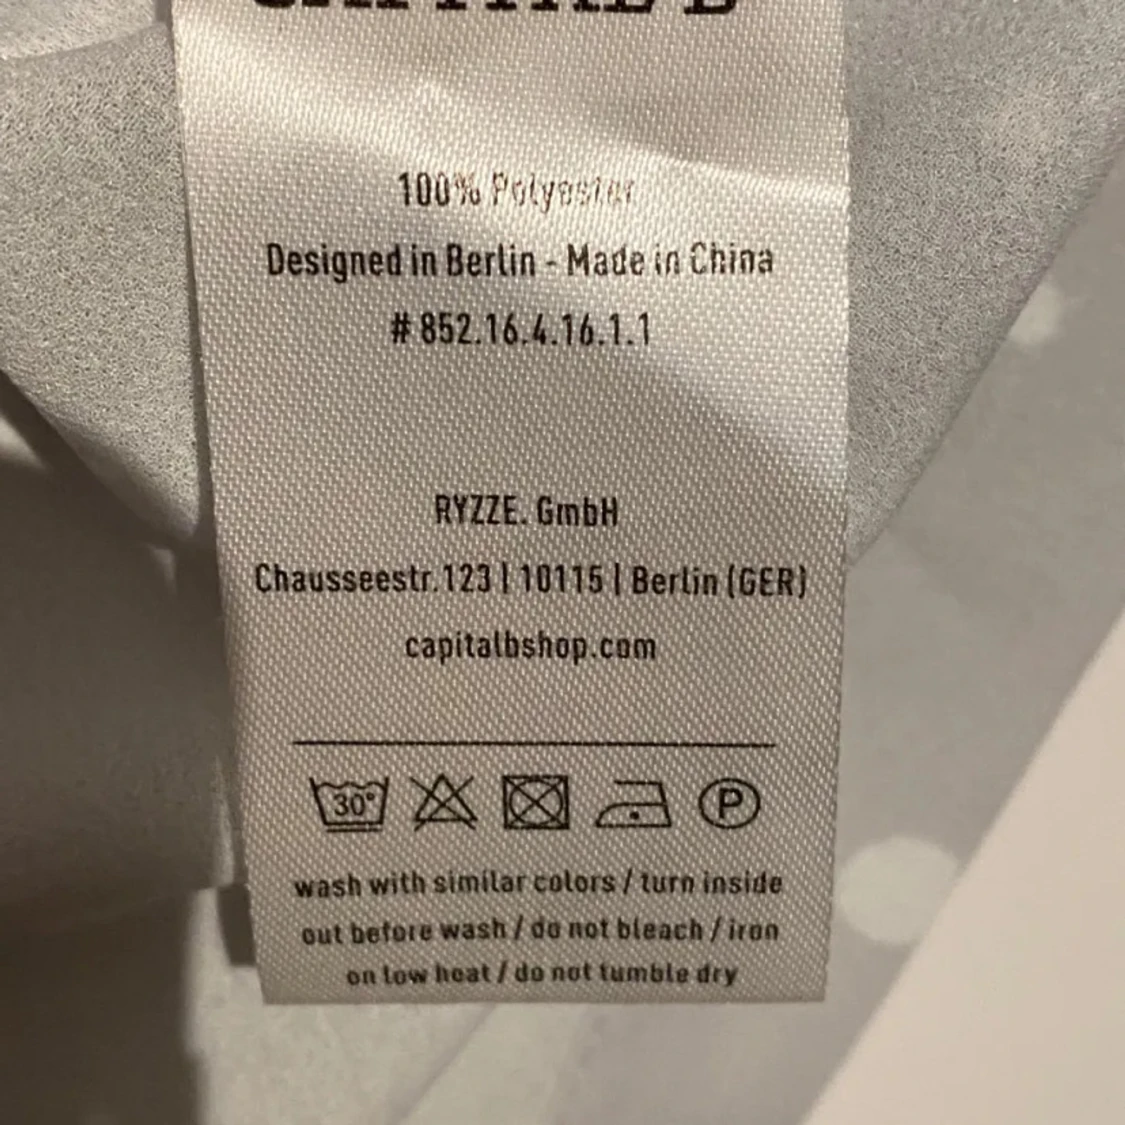 CAPITAL B
100% Polyester
Designed in Berlin - Made in China
# 852.16.4.16.1.1
RYZZE. GmbH
Chausseestr.123 | 10115 | Berlin (GER)
capitalbshop.com
30°
P
wash with similar colors / turn inside
out before wash / do not bleach / iron
on low heat / do not tumble dry